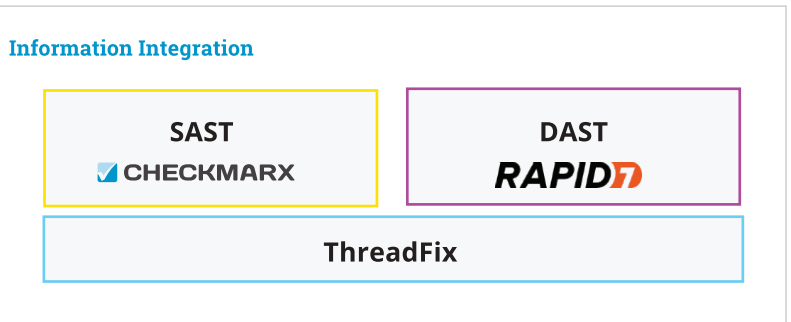 Information Integration
SAST
CHECKMARX
DAST
RAPID7
ThreadFix